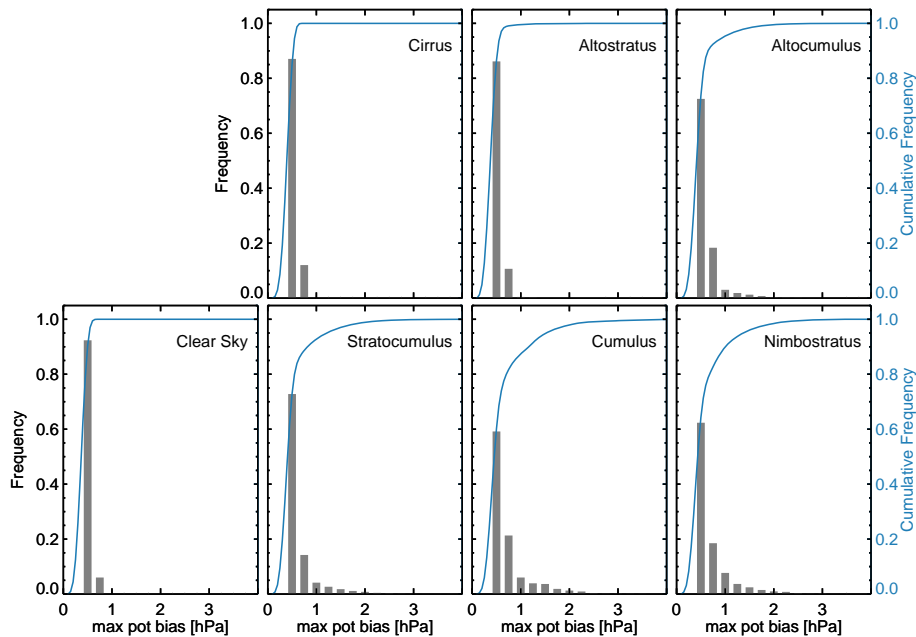 1.0 1.0
Cirrus Altostratus Altocumulus
0.8 0.8
0.6 0.6
0.4 0.4
0.2 0.2
0.0 0.0
Frequency
Cumulative Frequency
1.0 1.0
Clear Sky Stratocumulus Cumulus Nimbostratus
0.8 0.8
0.6 0.6
0.4 0.4
0.2 0.2
0.0 0.0
Frequency
Cumulative Frequency
0 1 2 3 0 1 2 3 0 1 2 3 0 1 2 3
max pot bias [hPa] max pot bias [hPa] max pot bias [hPa] max pot bias [hPa]